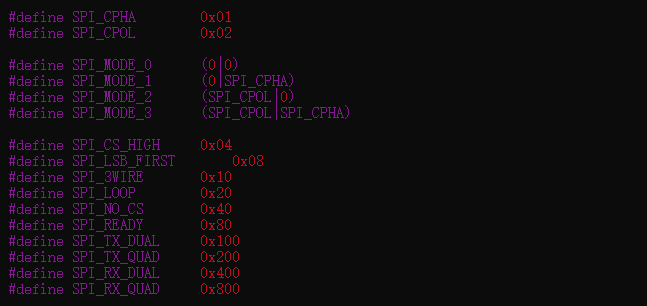 #define SPI_CPHA 0x01
#define SPI_CPOL 0x02
#define SPI_MODE_0 (0|0)
#define SPI_MODE_1 (0|SPI_CPHA)
#define SPI_MODE_2 (SPI_CPOL|0)
#define SPI_MODE_3 (SPI_CPOL|SPI_CPHA)
#define SPI_CS_HIGH 0x04
#define SPI_LSB_FIRST 0x08
#define SPI_3WIRE 0x10
#define SPI_LOOP 0x20
#define SPI_NO_CS 0x40
#define SPI_READY 0x80
#define SPI_TX_DUAL 0x100
#define SPI_TX_QUAD 0x200
#define SPI_RX_DUAL 0x400
#define SPI_RX_QUAD 0x800